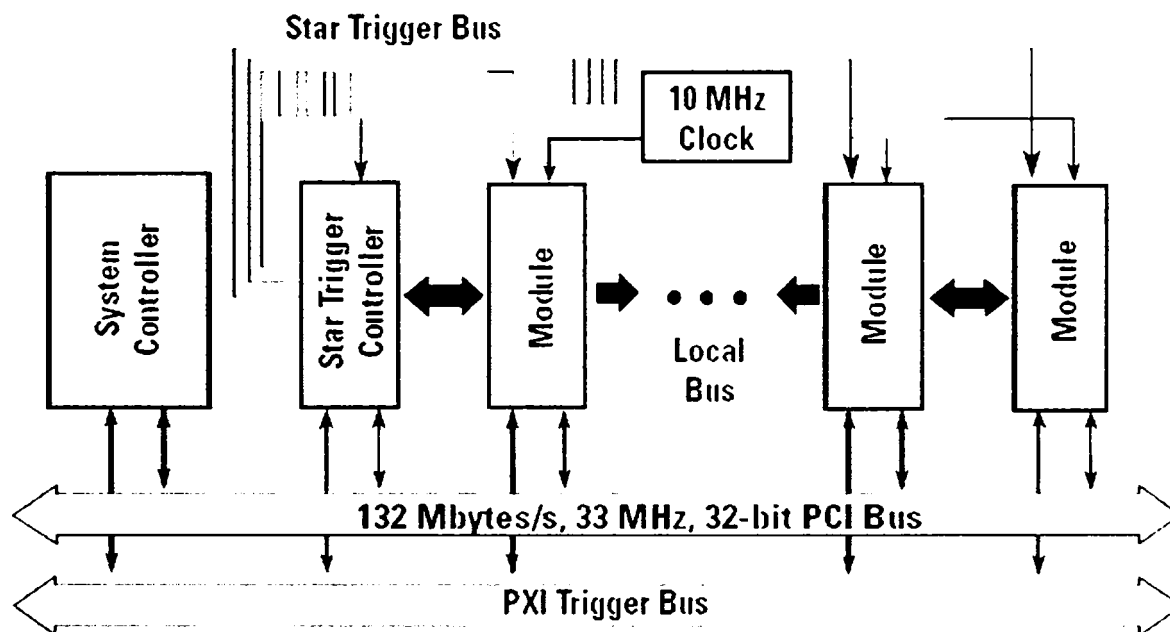 Star Trigger Bus
10 MHz
Clock
System
Controller
Star Trigger
Controller
Module
Local
Bus
Module
Module
132 Mbytes/s, 33 MHz, 32-bit PCI Bus
PXI Trigger Bus